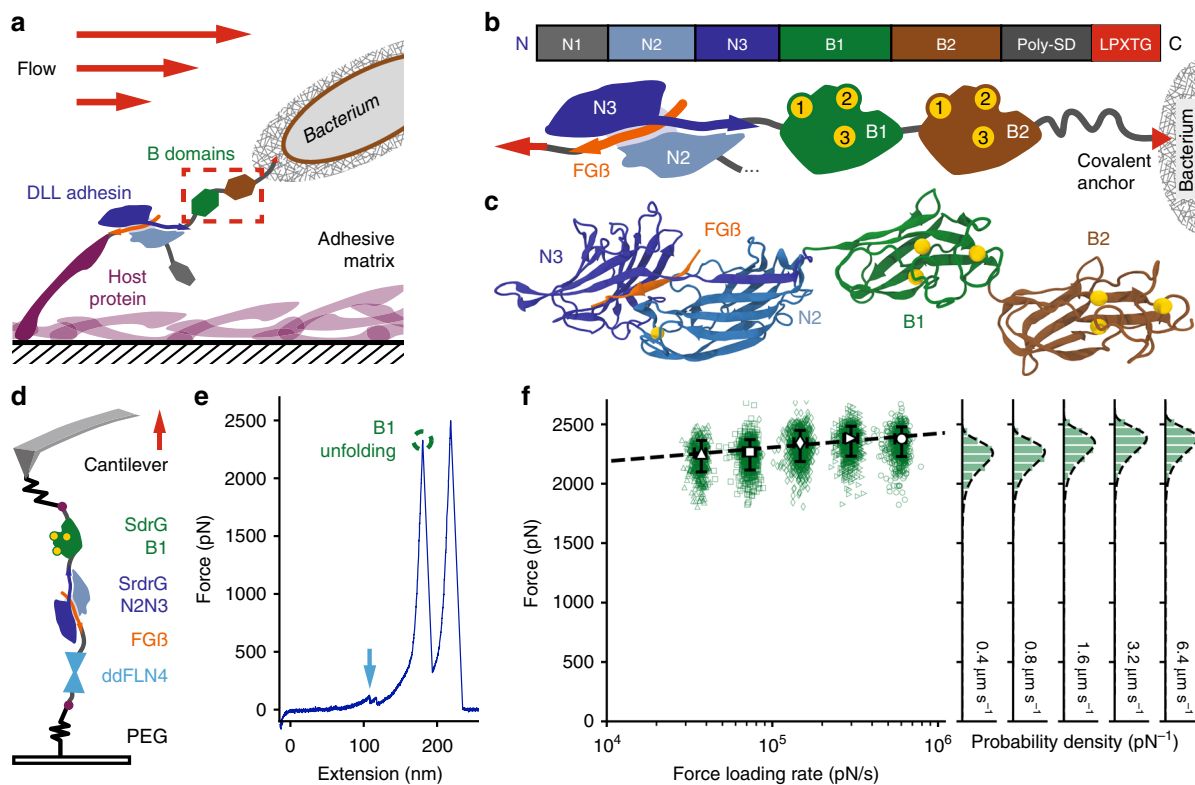 a
Flow
Bacterium
B domains
DLL adhesin
Adhesive
matrix
Host
protein
b
N N1 N2 N3 B1 B2 Poly-SD LPXTG C
N3
1 2 3 B1
1 2 3 B2
FGß
N2
...
Covalent
anchor
Bacterium
c
N3
FGß
N2
B1
B2
d
Cantilever
SdrG
B1
SrdrG
N2N3
FGß
ddFLN4
PEG
e
B1
unfolding
2500
2000
1500
1000
500
0
Force (pN)
0 100 200
Extension (nm)
f
2500
2000
1500
1000
500
0
Force (pN)
10⁴ 10⁵ 10⁶
Force loading rate (pN/s)
0.4 µm s⁻¹
0.8 µm s⁻¹
1.6 µm s⁻¹
3.2 µm s⁻¹
6.4 µm s⁻¹
Probability density (pN⁻¹)